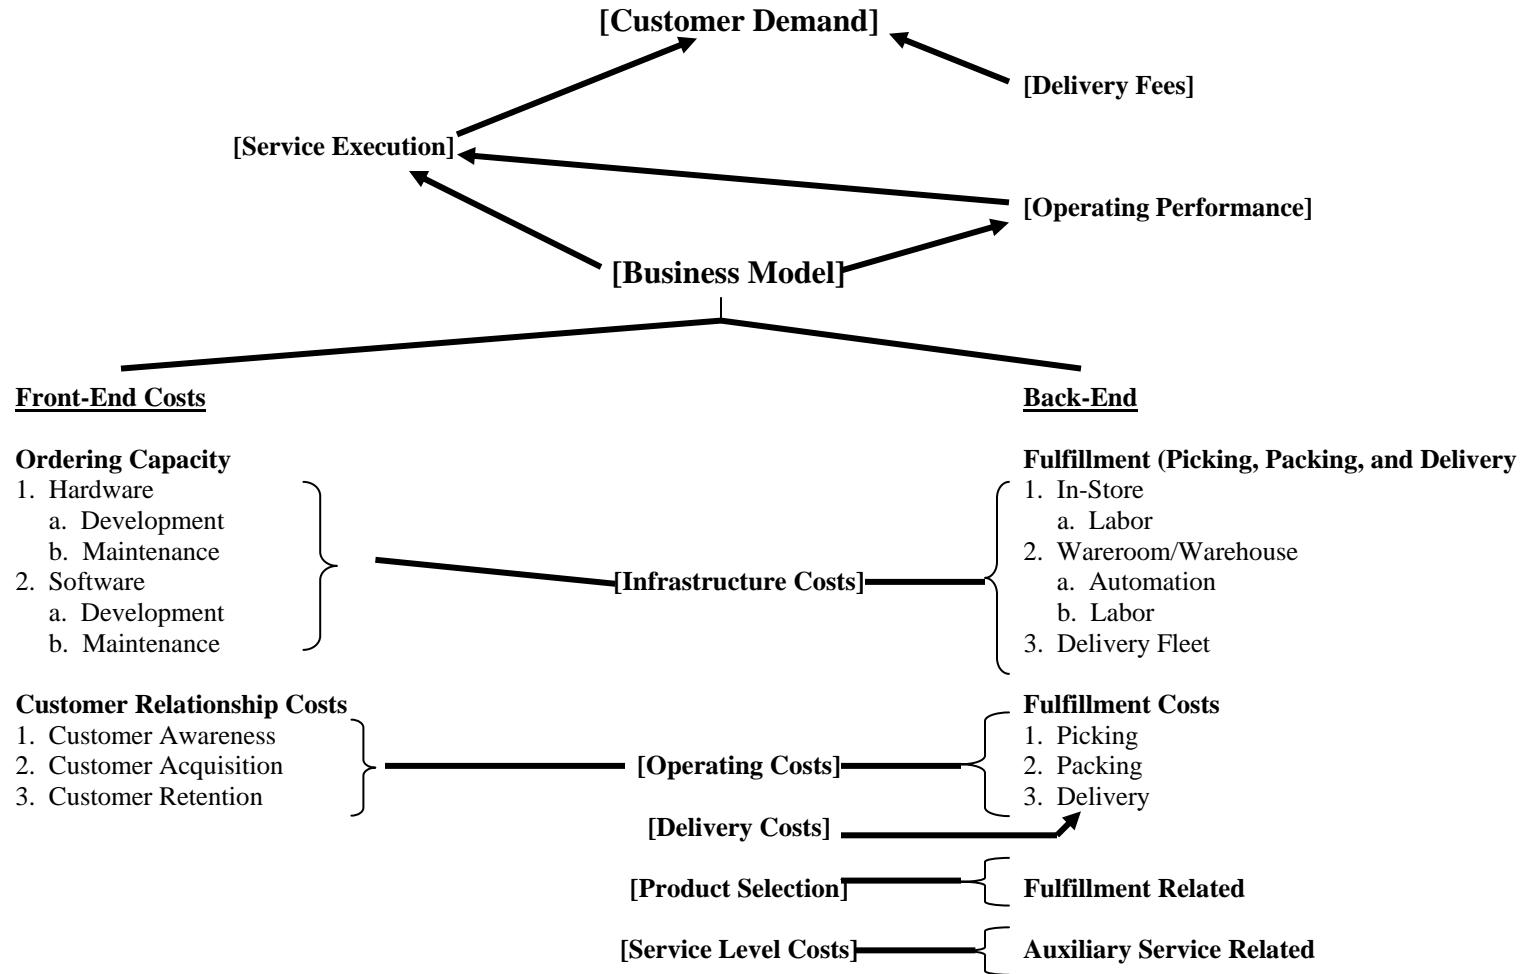 [Customer Demand]
[Delivery Fees]
[Service Execution]
[Operating Performance]
[Business Model]
Front-End Costs
Back-End
Ordering Capacity
Fulfillment (Picking, Packing, and Delivery
1. Hardware
1. In-Store
a. Development
a. Labor
b. Maintenance
2. Wareroom/Warehouse
2. Software
[Infrastructure Costs]
a. Automation
a. Development
b. Labor
b. Maintenance
3. Delivery Fleet
Customer Relationship Costs
Fulfillment Costs
1. Customer Awareness
1. Picking
2. Customer Acquisition
[Operating Costs]
2. Packing
3. Customer Retention
3. Delivery
[Delivery Costs]
[Product Selection]
Fulfillment Related
[Service Level Costs]
Auxiliary Service Related